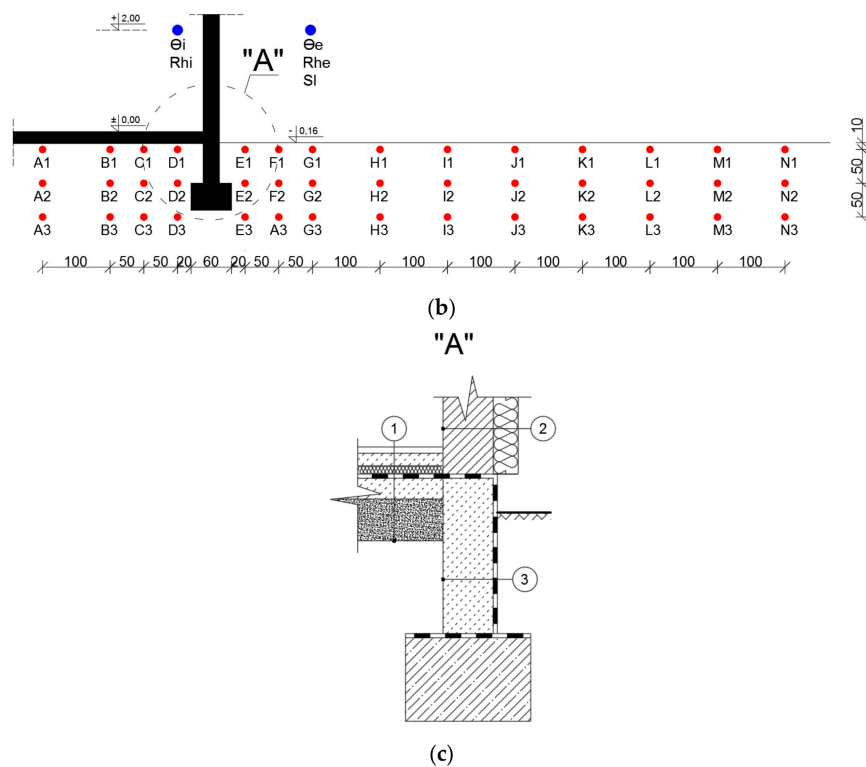 + 2,00
Ɵi
Rhi
"A"
Ɵe
Rhe
Sl
± 0,00
- 0,16
10
50
50
A1 B1 C1 D1 E1 F1 G1 H1 I1 J1 K1 L1 M1 N1
A2 B2 C2 D2 E2 F2 G2 H2 I2 J2 K2 L2 M2 N2
A3 B3 C3 D3 E3 A3 G3 H3 I3 J3 K3 L3 M3 N3
100 50 50 20 60 20 50 50 100 100 100 100 100 100 100
(b)
"A"
1
2
3
(c)